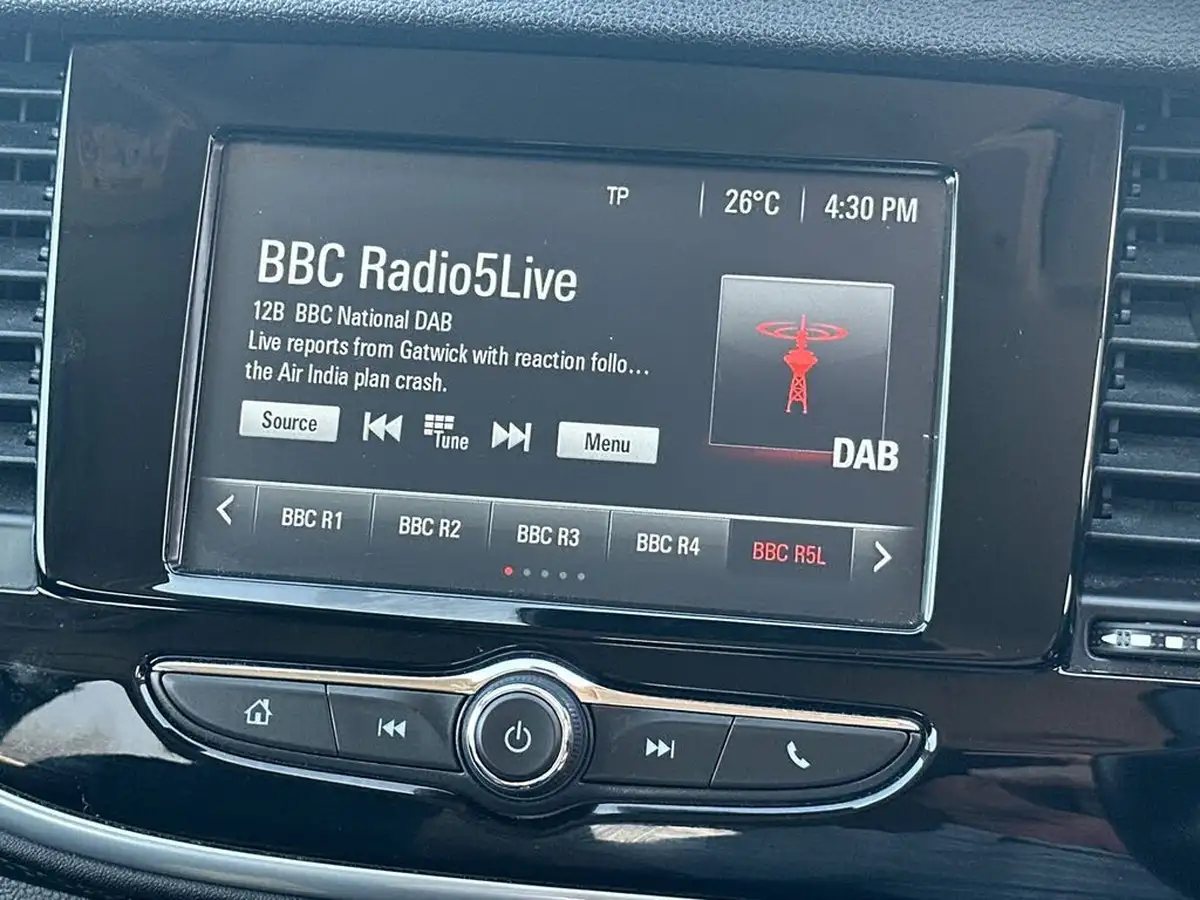 TP 26°C 4:30 PM
BBC Radio5Live
12B BBC National DAB
Live reports from Gatwick with reaction follo...
the Air India plan crash.
Source Tune Menu
DAB
BBC R1 BBC R2 BBC R3 BBC R4 BBC R5L